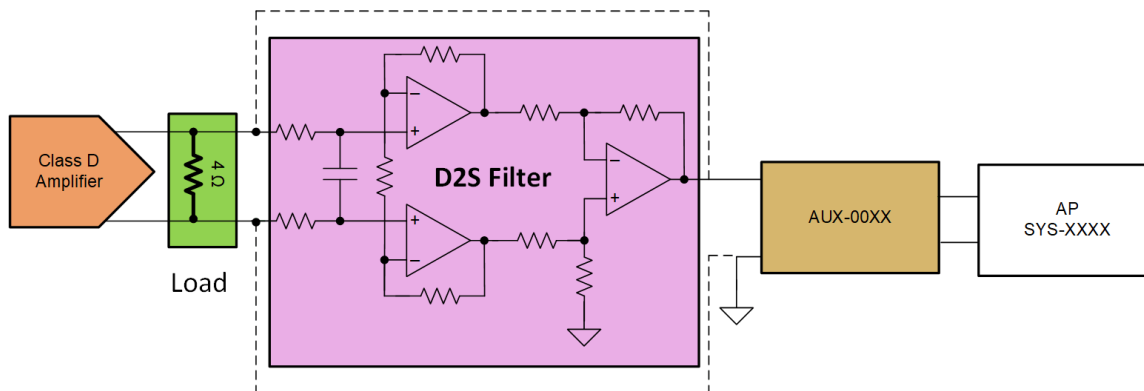 Class D
Amplifier
4 Ω
Load
D2S Filter
−
+
+
−
−
+
AUX-00XX
AP
SYS-XXXX